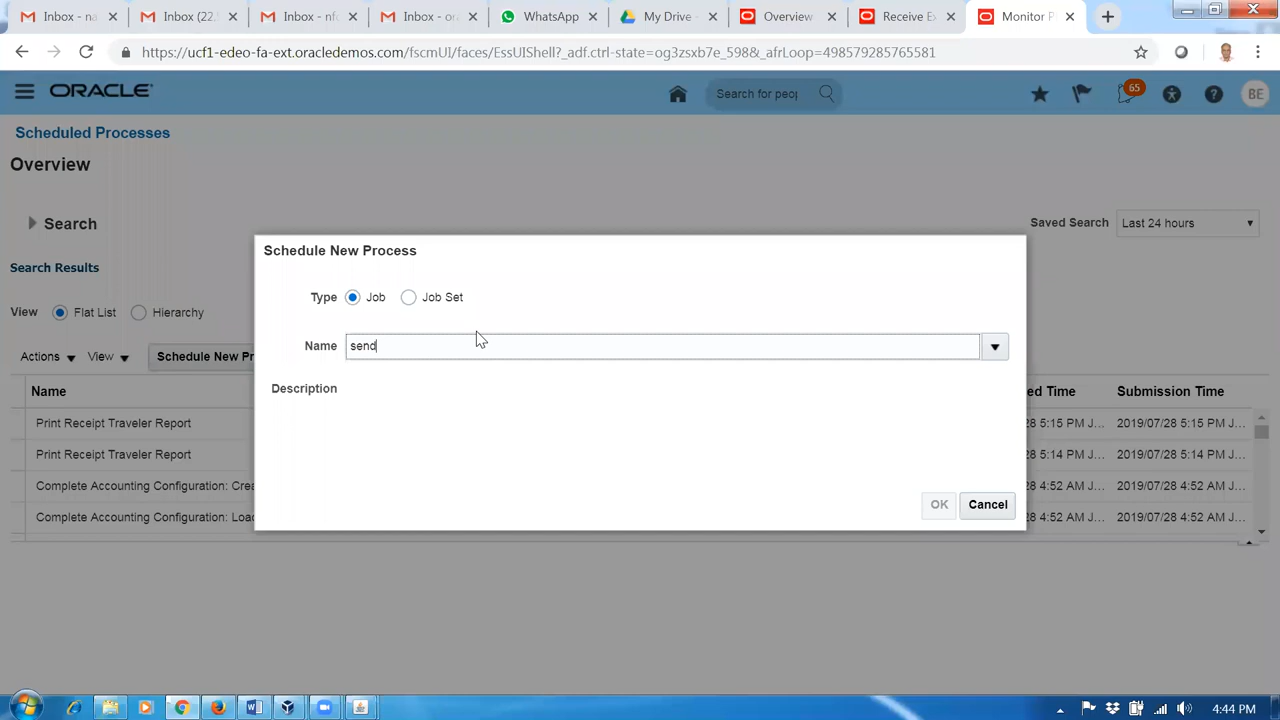 Inbox - na
Inbox (22,
Inbox - nf
Inbox - or
WhatsApp
My Drive -
Overview
Receive E
Monitor P
https://ucf1-edeo-fa-ext.oracledemos.com/fscmUI/faces/EssUIShell?_adf.ctrl-state=og3zsxb7e_598&_afrLoop=498579285765581
ORACLE
Search for peop
65
BE
Scheduled Processes
Overview
Search
Saved Search Last 24 hours
Search Results
View Flat List Hierarchy
Actions View Schedule New Pr
Name ed Time Submission Time
Print Receipt Traveler Report 28 5:15 PM J... 2019/07/28 5:15 PM J...
Print Receipt Traveler Report 28 5:14 PM J... 2019/07/28 5:14 PM J...
Complete Accounting Configuration: Crea 28 4:52 AM J... 2019/07/28 4:52 AM J...
Complete Accounting Configuration: Load 28 4:52 AM J... 2019/07/28 4:52 AM J...
Schedule New Process
Type Job Job Set
Name send
Description
OK Cancel
4:44 PM